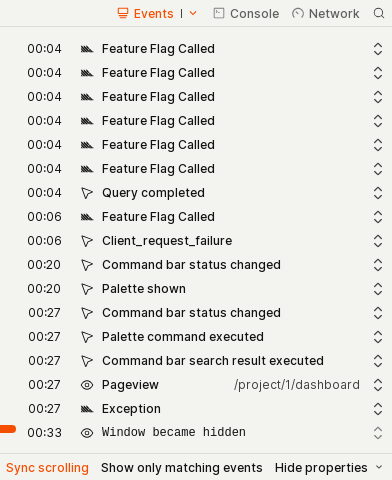 Events Console Network
00:04 Feature Flag Called
00:04 Feature Flag Called
00:04 Feature Flag Called
00:04 Feature Flag Called
00:04 Feature Flag Called
00:04 Feature Flag Called
00:04 Query completed
00:06 Feature Flag Called
00:06 Client_request_failure
00:20 Command bar status changed
00:20 Palette shown
00:27 Command bar status changed
00:27 Palette command executed
00:27 Command bar search result executed
00:27 Pageview /project/1/dashboard
00:27 Exception
00:33 Window became hidden
Sync scrolling Show only matching events Hide properties